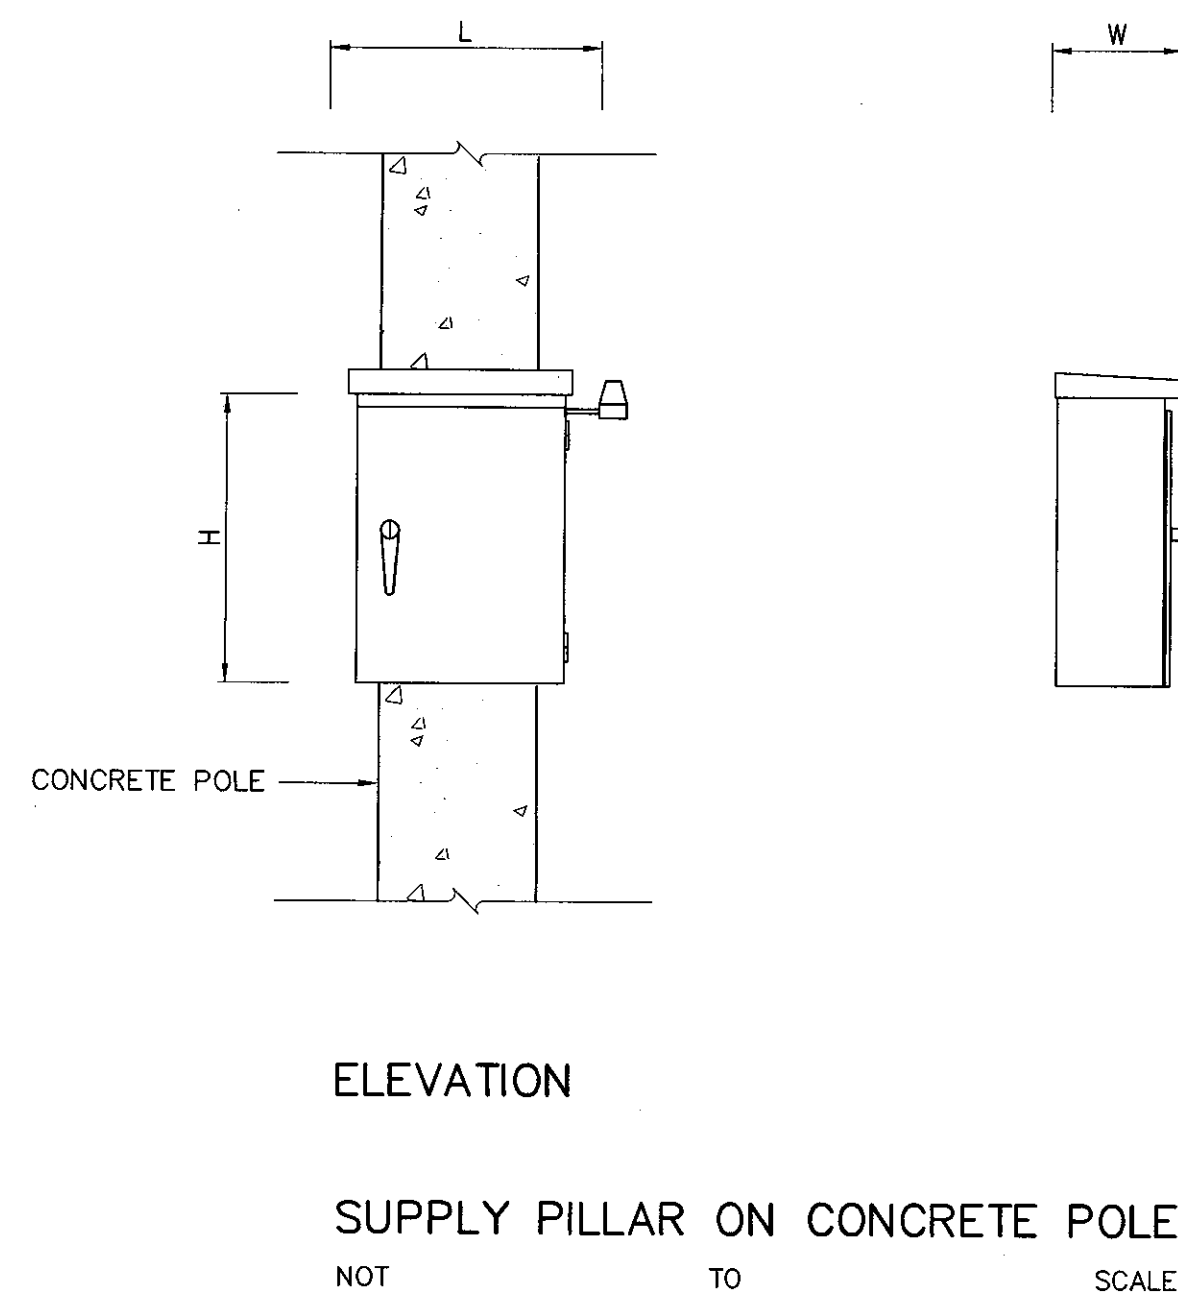 L
W
H
CONCRETE POLE
ELEVATION
SUPPLY PILLAR ON CONCRETE POLE
NOT TO SCALE